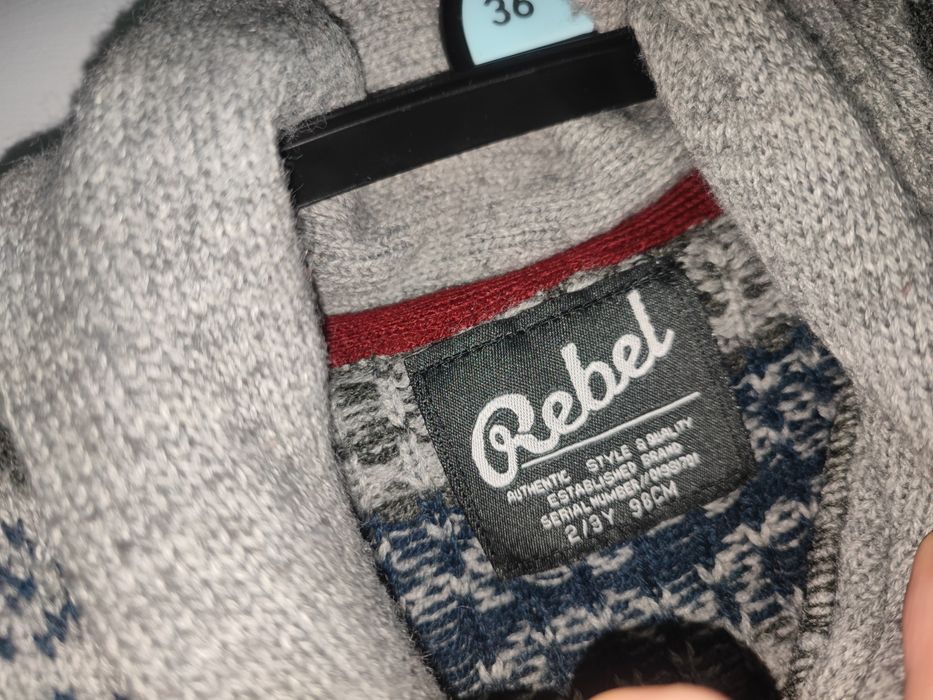 36
Rebel
AUTHENTIC STYLE & QUALITY
ESTABLISHED BRAND
2/3Y 98CM